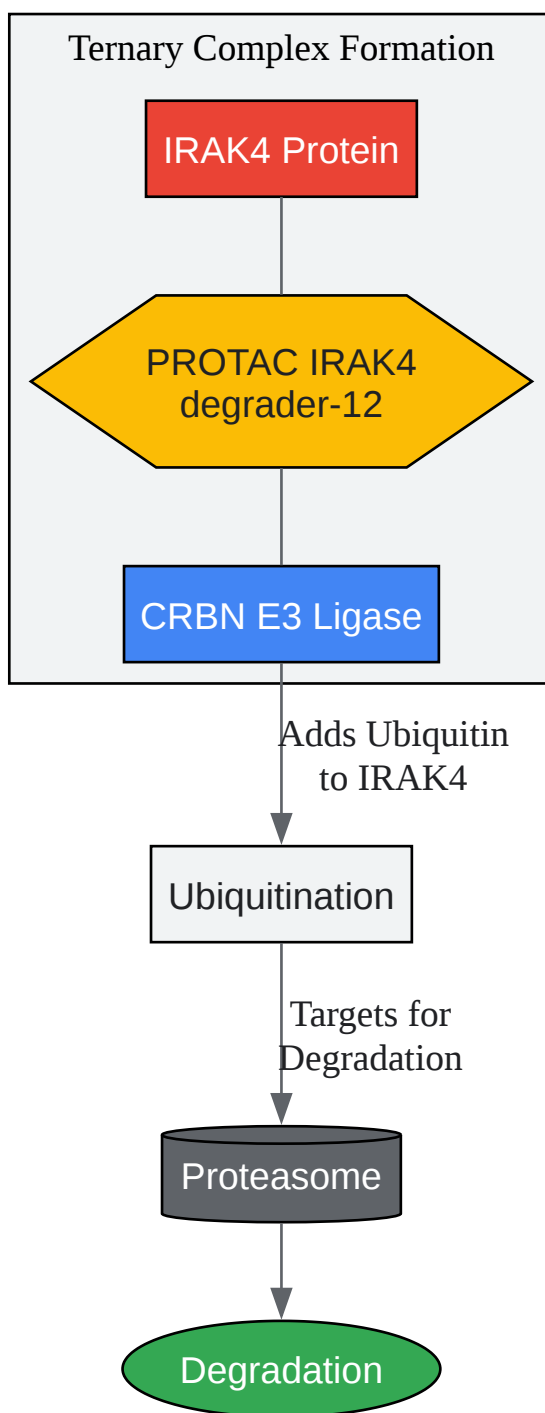 Ternary Complex Formation
IRAK4 Protein
PROTAC IRAK4
degrader-12
CRBN E3 Ligase
Adds Ubiquitin
to IRAK4
Ubiquitination
Targets for
Degradation
Proteasome
Degradation